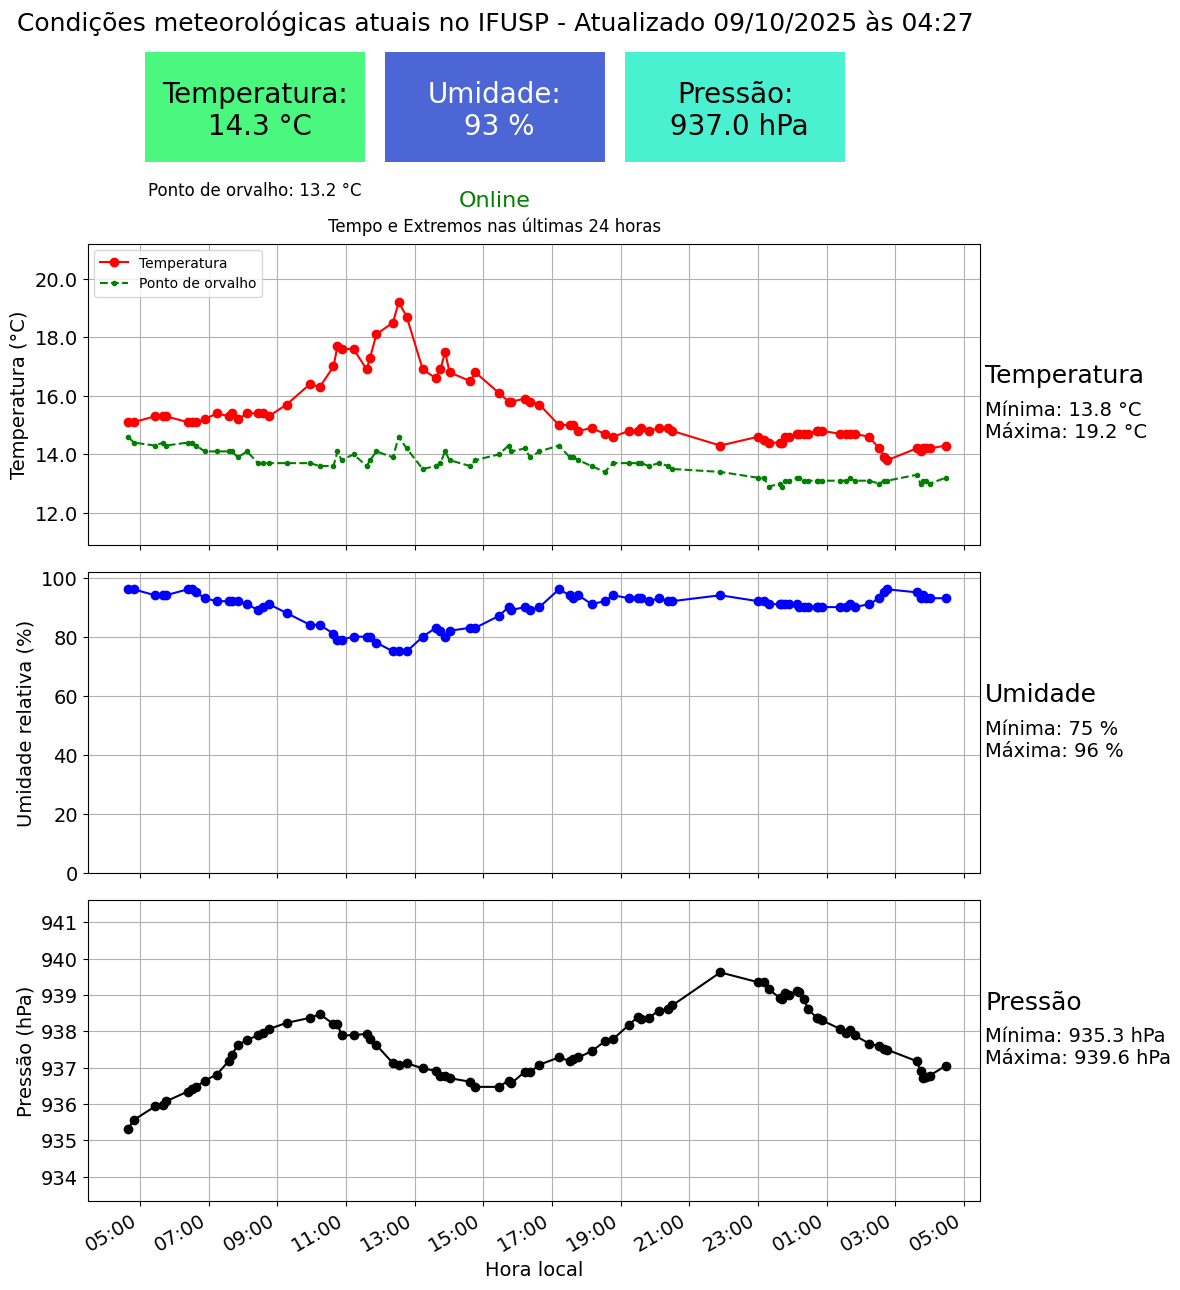 Condições meteorológicas atuais no IFUSP - Atualizado 09/10/2025 às 04:27
Temperatura:
14.3 °C
Umidade:
93 %
Pressão:
937.0 hPa
Ponto de orvalho: 13.2 °C
Online
Tempo e Extremos nas últimas 24 horas
Temperatura
Ponto de orvalho
Temperatura (°C)
20.0
18.0
16.0
14.0
12.0
Temperatura
Mínima: 13.8 °C
Máxima: 19.2 °C
Umidade relativa (%)
100
80
60
40
20
0
Umidade
Mínima: 75 %
Máxima: 96 %
Pressão (hPa)
941
940
939
938
937
936
935
934
Pressão
Mínima: 935.3 hPa
Máxima: 939.6 hPa
05:00 07:00 09:00 11:00 13:00 15:00 17:00 19:00 21:00 23:00 01:00 03:00 05:00
Hora local